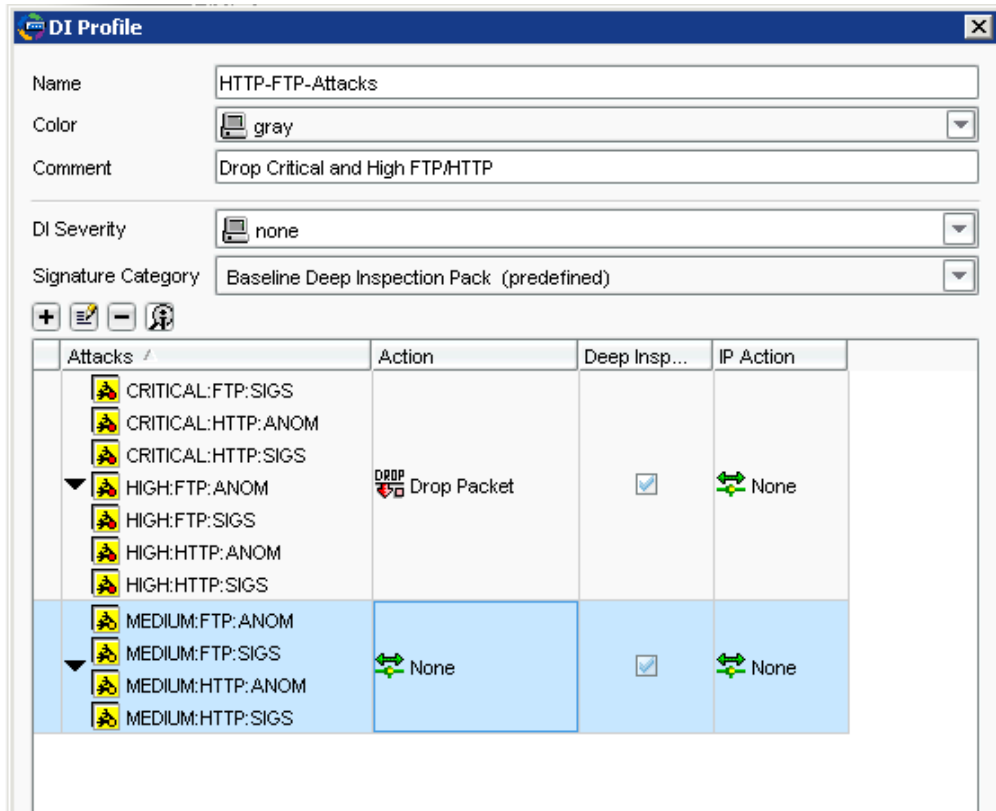 DI Profile
Name HTTP-FTP-Attacks
Color gray
Comment Drop Critical and High FTP/HTTP
DI Severity none
Signature Category Baseline Deep Inspection Pack (predefined)
Attacks Action Deep Insp... IP Action
CRITICAL:FTP:SIGS
CRITICAL:HTTP:ANOM
CRITICAL:HTTP:SIGS
HIGH:FTP:ANOM DROP Drop Packet None
HIGH:FTP:SIGS
HIGH:HTTP:ANOM
HIGH:HTTP:SIGS
MEDIUM:FTP:ANOM
MEDIUM:FTP:SIGS None None
MEDIUM:HTTP:ANOM
MEDIUM:HTTP:SIGS